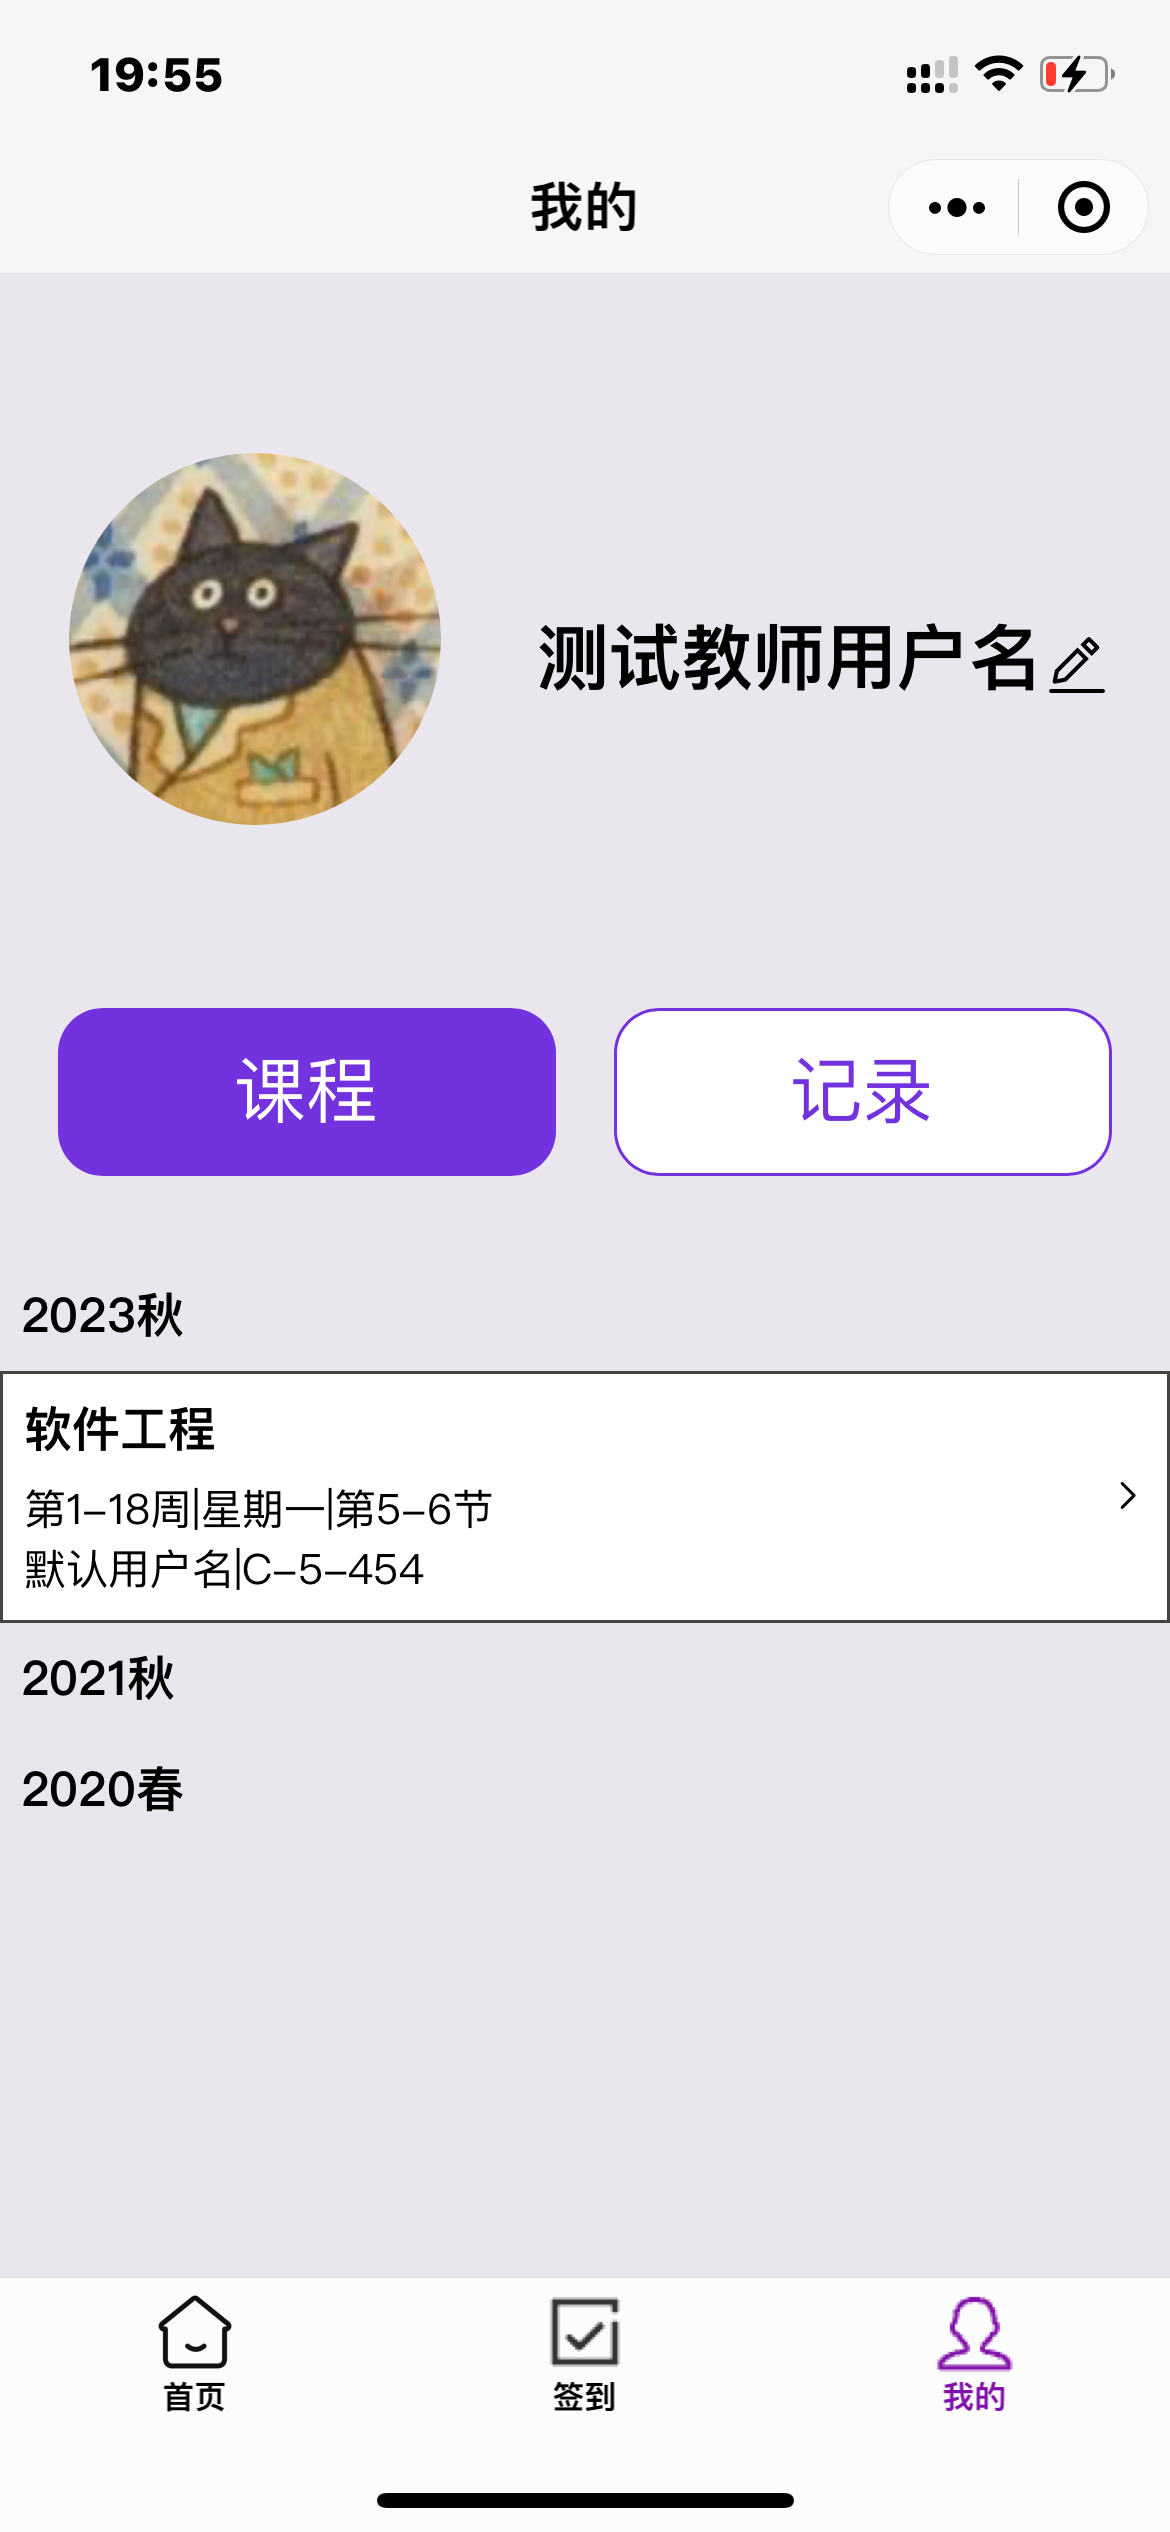 19:55
我的
测试教师用户名
课程
记录
2023秋
软件工程
第1-18周|星期一|第5-6节
默认用户名|C-5-454
2021秋
2020春
首页
签到
我的